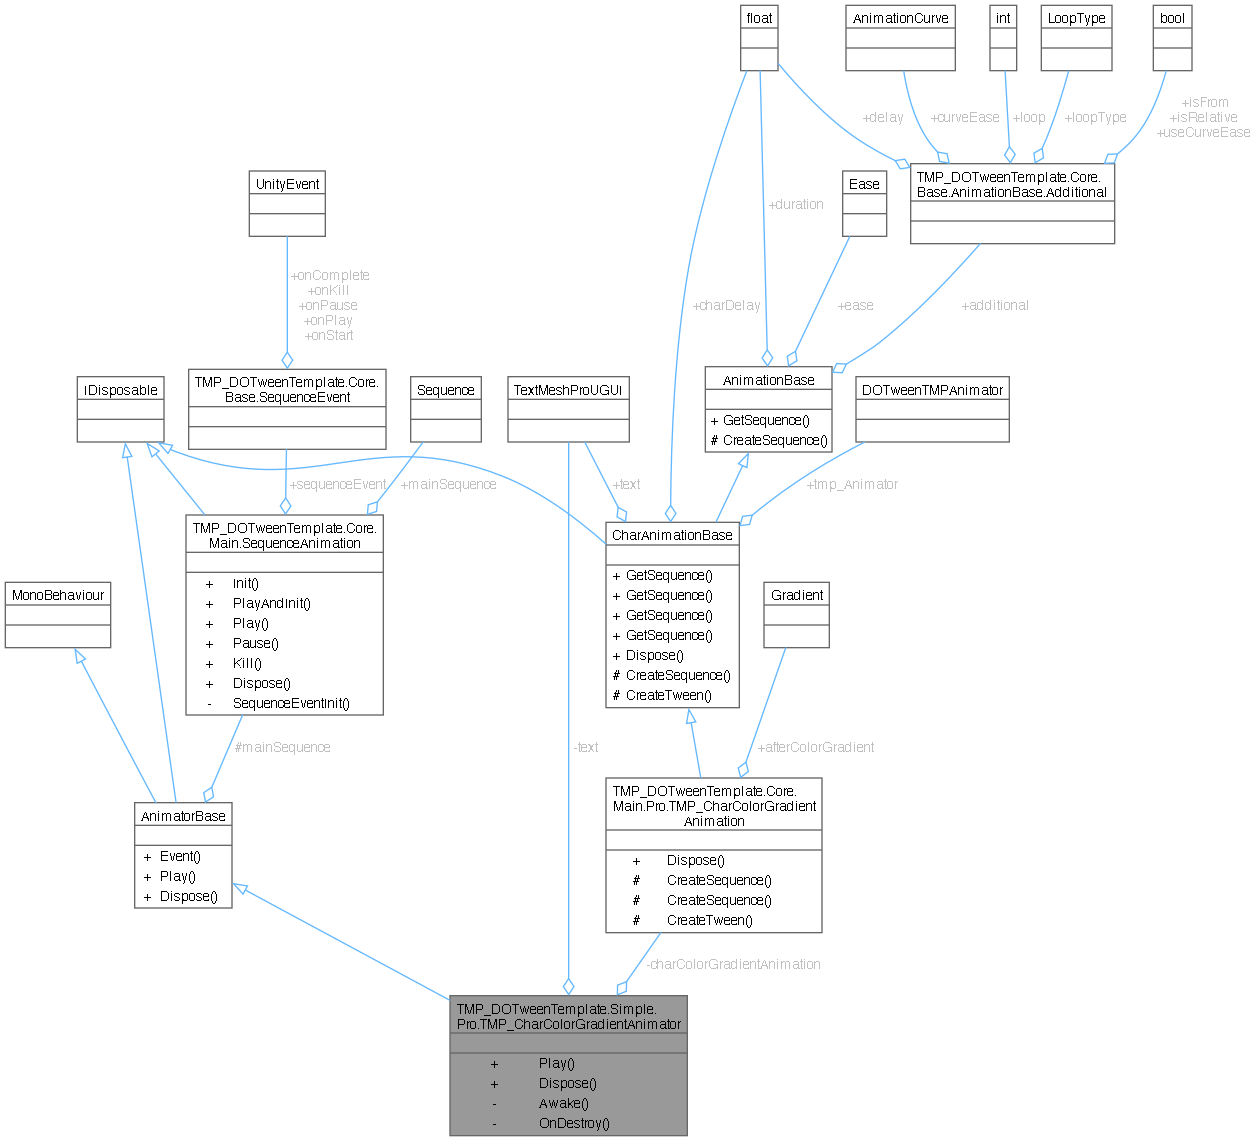 float
AnimationCurve
int
LoopType
bool
+delay
+curveEase
+loop
+loopType
+isFrom
+isRelative
+useCurveEase
UnityEvent
Ease
TMP_DOTweenTemplate.Core.
Base.AnimationBase.Additional
+duration
+onComplete
+onKill
+onPause
+onPlay
+onStart
+charDelay
+ease
+additional
IDisposable
TMP_DOTweenTemplate.Core.
Base.SequenceEvent
Sequence
TextMeshProUGUI
AnimationBase
+ GetSequence()
# CreateSequence()
DOTweenTMPAnimator
+sequenceEvent
+mainSequence
+text
+tmp_Animator
MonoBehaviour
TMP_DOTweenTemplate.Core.
Main.SequenceAnimation
+ Init()
+ PlayAndInit()
+ Play()
+ Pause()
+ Kill()
+ Dispose()
- SequenceEventInit()
CharAnimationBase
+ GetSequence()
+ GetSequence()
+ GetSequence()
+ GetSequence()
+ Dispose()
# CreateSequence()
# CreateTween()
Gradient
#mainSequence
-text
+afterColorGradient
AnimatorBase
+ Event()
+ Play()
+ Dispose()
TMP_DOTweenTemplate.Core.
Main.Pro.TMP_CharColorGradient
Animation
+ Dispose()
# CreateSequence()
# CreateSequence()
# CreateTween()
-charColorGradientAnimation
TMP_DOTweenTemplate.Simple.
Pro.TMP_CharColorGradientAnimator
+ Play()
+ Dispose()
- Awake()
- OnDestroy()